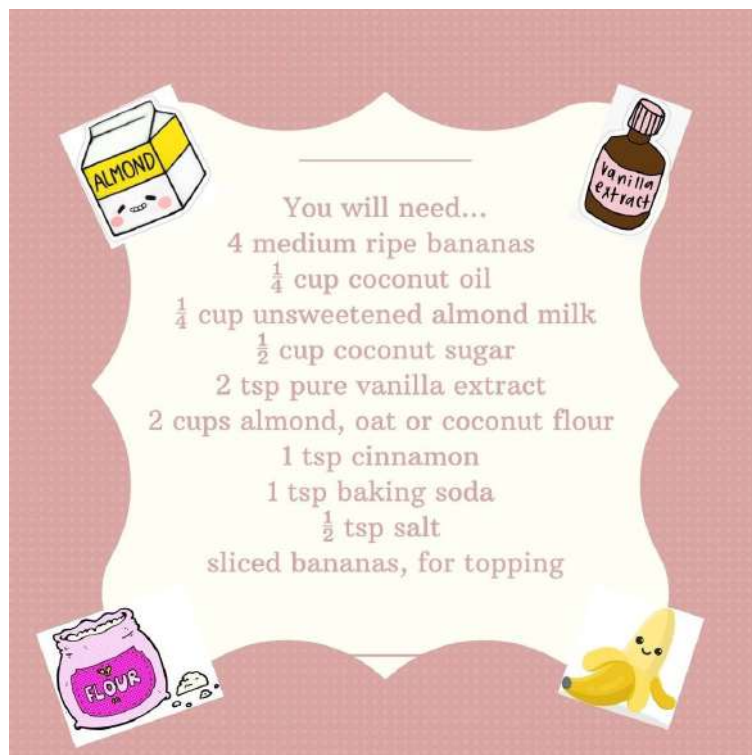 ALMOND
vanilla
extract
You will need...
4 medium ripe bananas
¼ cup coconut oil
¼ cup unsweetened almond milk
½ cup coconut sugar
2 tsp pure vanilla extract
2 cups almond, oat or coconut flour
1 tsp cinnamon
1 tsp baking soda
½ tsp salt
sliced bananas, for topping
FLOUR